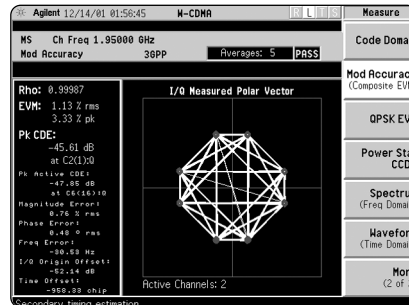 Agilent 12/14/01 01:56:45 W-CDMA R L T S
Measure
MS Ch Freq 1.95000 GHz
Mod Accuracy 3GPP Averages: 5 PASS
Code Doma
Rho: 0.99987
EVM: 1.13 % rms
3.33 % pk
Pk CDE:
-45.61 dB
at C2(1):Q
Pk Active CDE:
-47.85 dB
at C6(16):Q
Magnitude Error:
0.76 % rms
Phase Error:
0.48 ° rms
Freq Error:
-30.53 Hz
I/Q Origin Offset:
-52.14 dB
Time Offset:
-958.33 chip
I/Q Measured Polar Vector
Active Channels: 2
Mod Accurac
(Composite EV
QPSK EV
Power Sta
CCD
Spectru
(Freq Domai
Wavefor
(Time Domai
Mor
(2 of
Secondary timing estimation